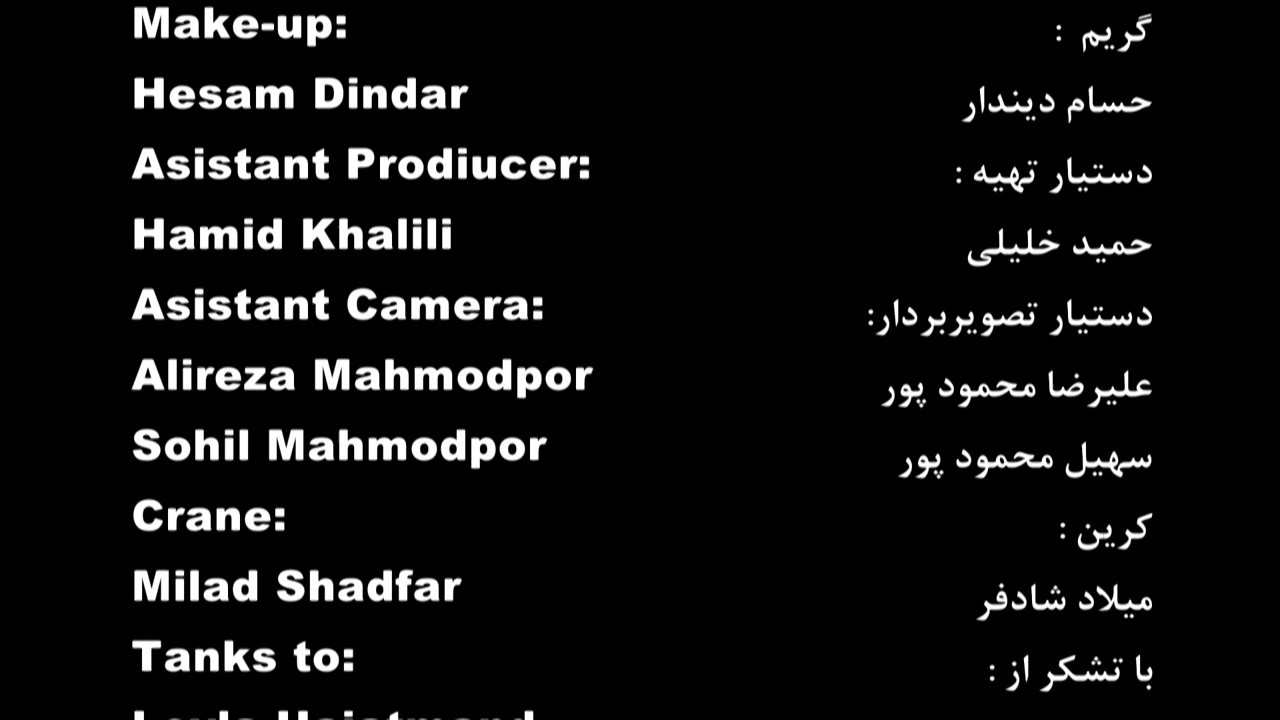 Make-up:
گریم :
Hesam Dindar
حسام دیندار
Asistant Prodiucer:
دستیار تهیه :
Hamid Khalili
حمید خلیلی
Asistant Camera:
دستیار تصویربردار:
Alireza Mahmodpor
علیرضا محمود پور
Sohil Mahmodpor
سهیل محمود پور
Crane:
کرین :
Milad Shadfar
میلاد شادفر
Tanks to:
با تشکر از :